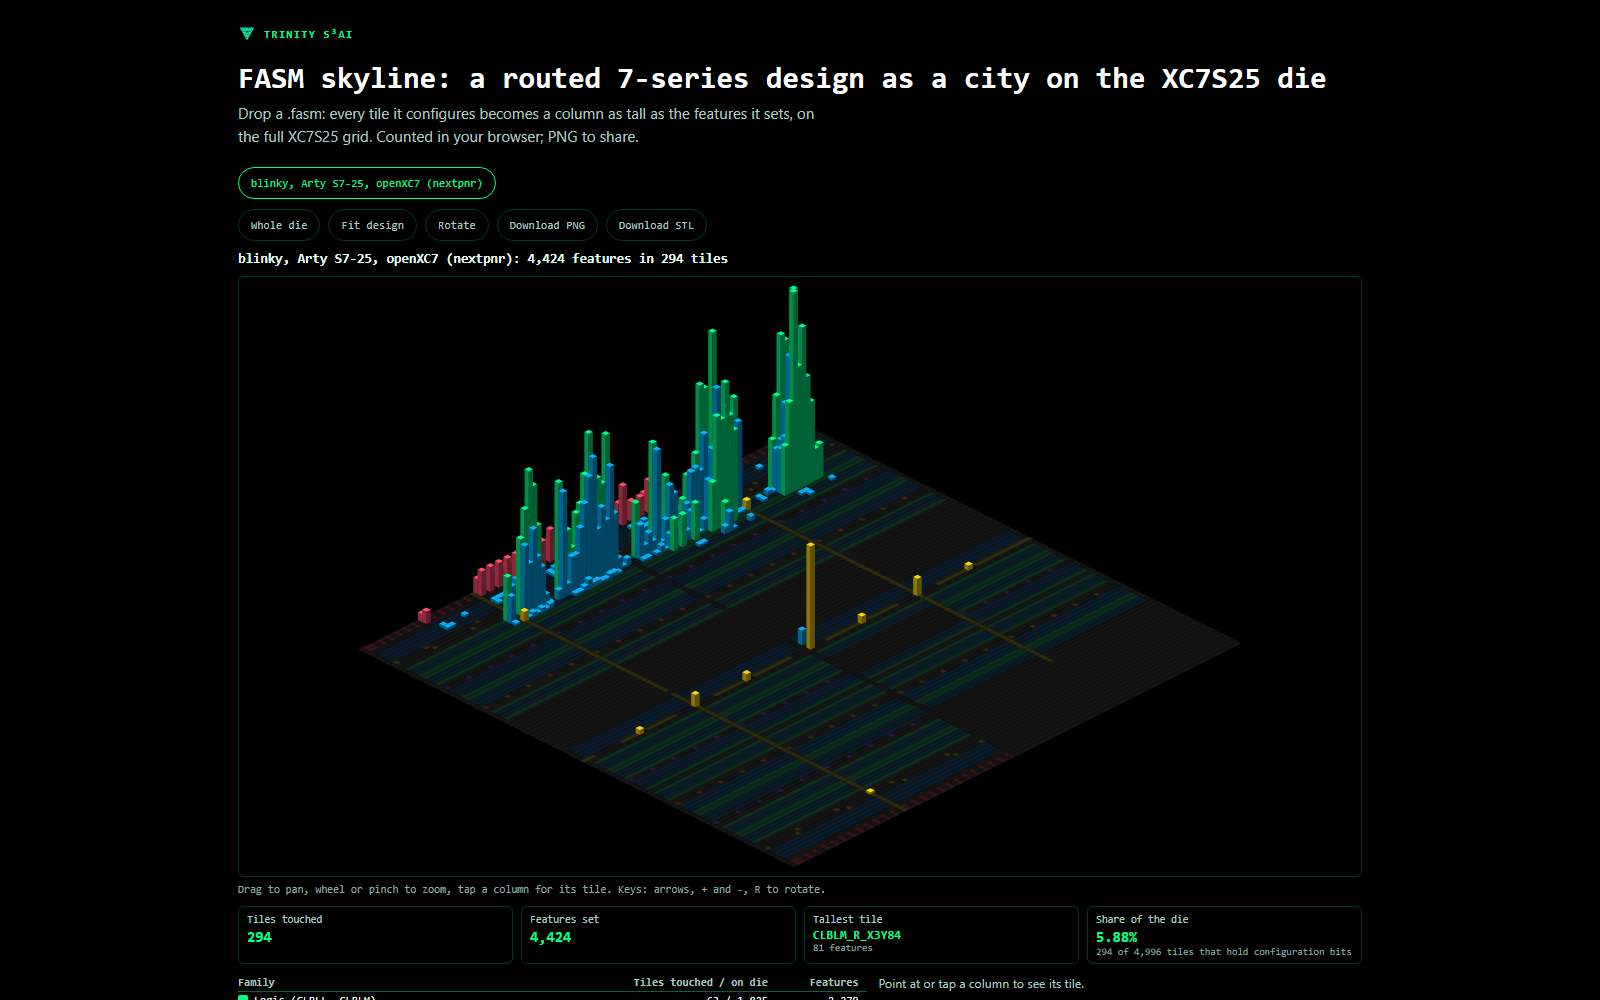 TRINITY S³AI
FASM skyline: a routed 7-series design as a city on the XC7S25 die
Drop a .fasm: every tile it configures becomes a column as tall as the features it sets, on
the full XC7S25 grid. Counted in your browser; PNG to share.
blinky, Arty S7-25, openXC7 (nextpnr)
Whole die
Fit design
Rotate
Download PNG
Download STL
blinky, Arty S7-25, openXC7 (nextpnr): 4,424 features in 294 tiles
Drag to pan, wheel or pinch to zoom, tap a column for its tile. Keys: arrows, + and -, R to rotate.
Tiles touched
294
Features set
4,424
Tallest tile
CLBLM_R_X3Y84
81 features
Share of the die
5.88%
294 of 4,996 tiles that hold configuration bits
Family Tiles touched / on die Features
Point at or tap a column to see its tile.